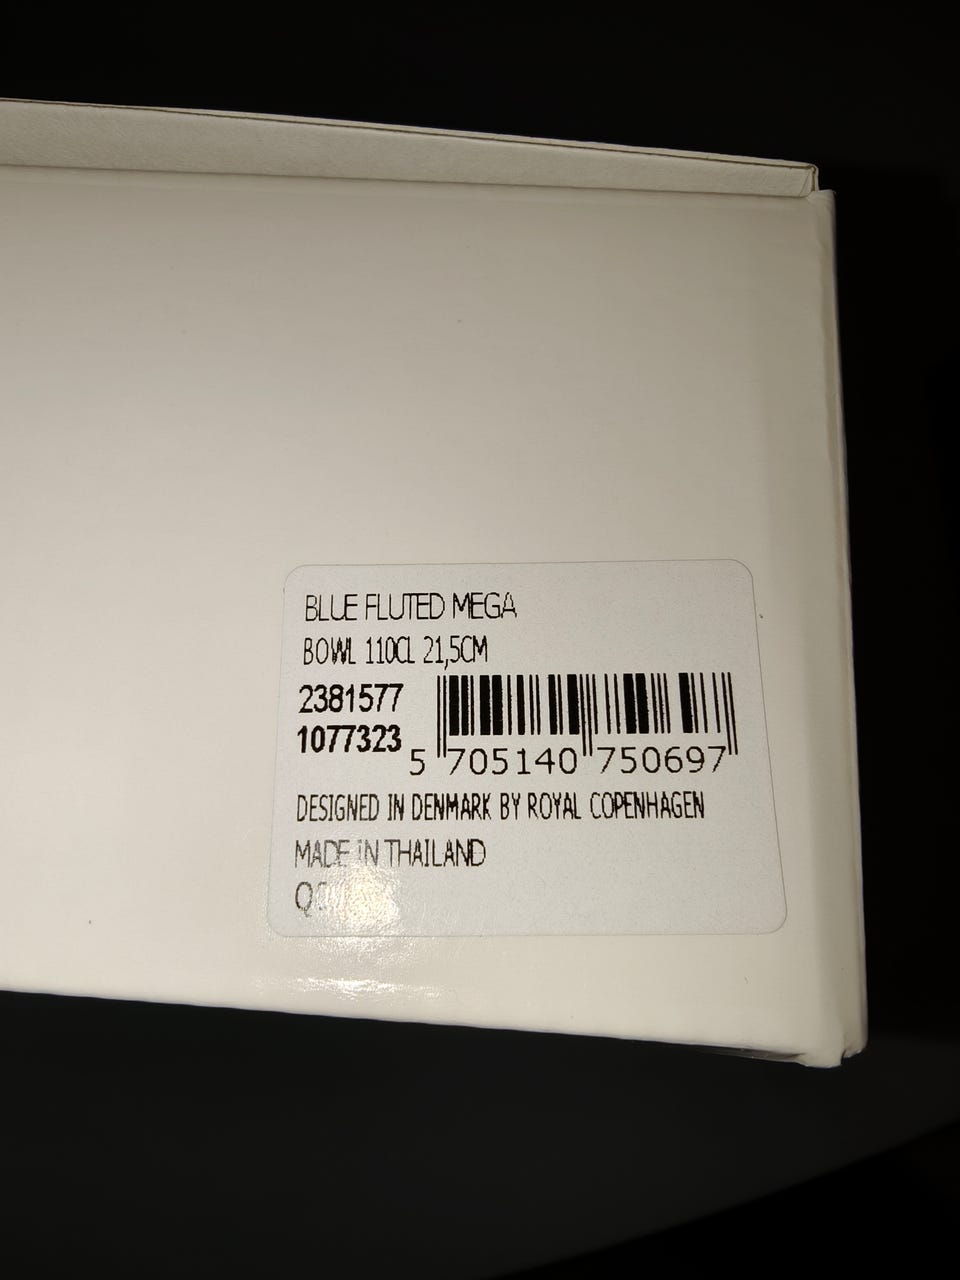 BLUE FLUTED MEGA
BOWL 110CL 21,5CM
2381577
1077323
5 705140 750697
DESIGNED IN DENMARK BY ROYAL COPENHAGEN
MADE IN THAILAND